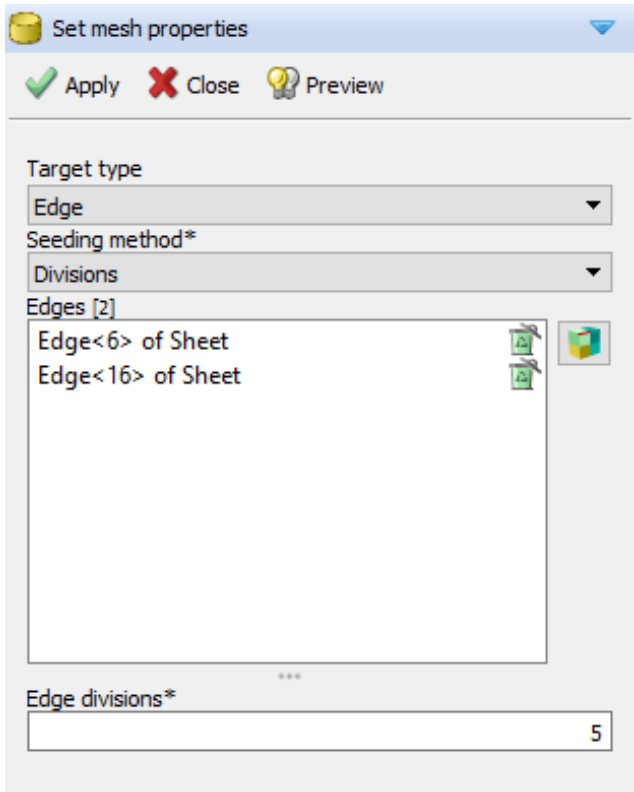 Set mesh properties
Apply Close Preview
Target type
Edge
Seeding method*
Divisions
Edges [2]
Edge<6> of Sheet
Edge<16> of Sheet
Edge divisions*
5